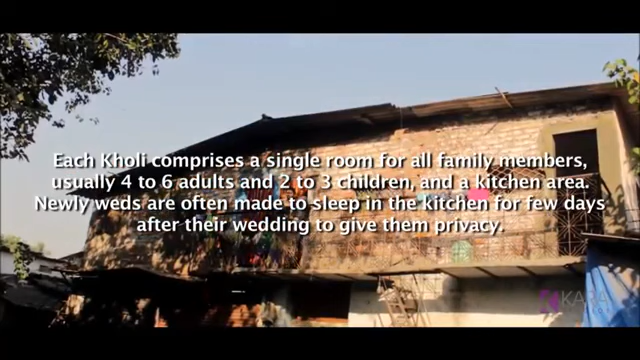 Each Kholi comprises a single room for all family members,
usually 4 to 6 adults and 2 to 3 children, and a kitchen area.
Newly weds are often made to sleep in the kitchen for few days
after their wedding to give them privacy.